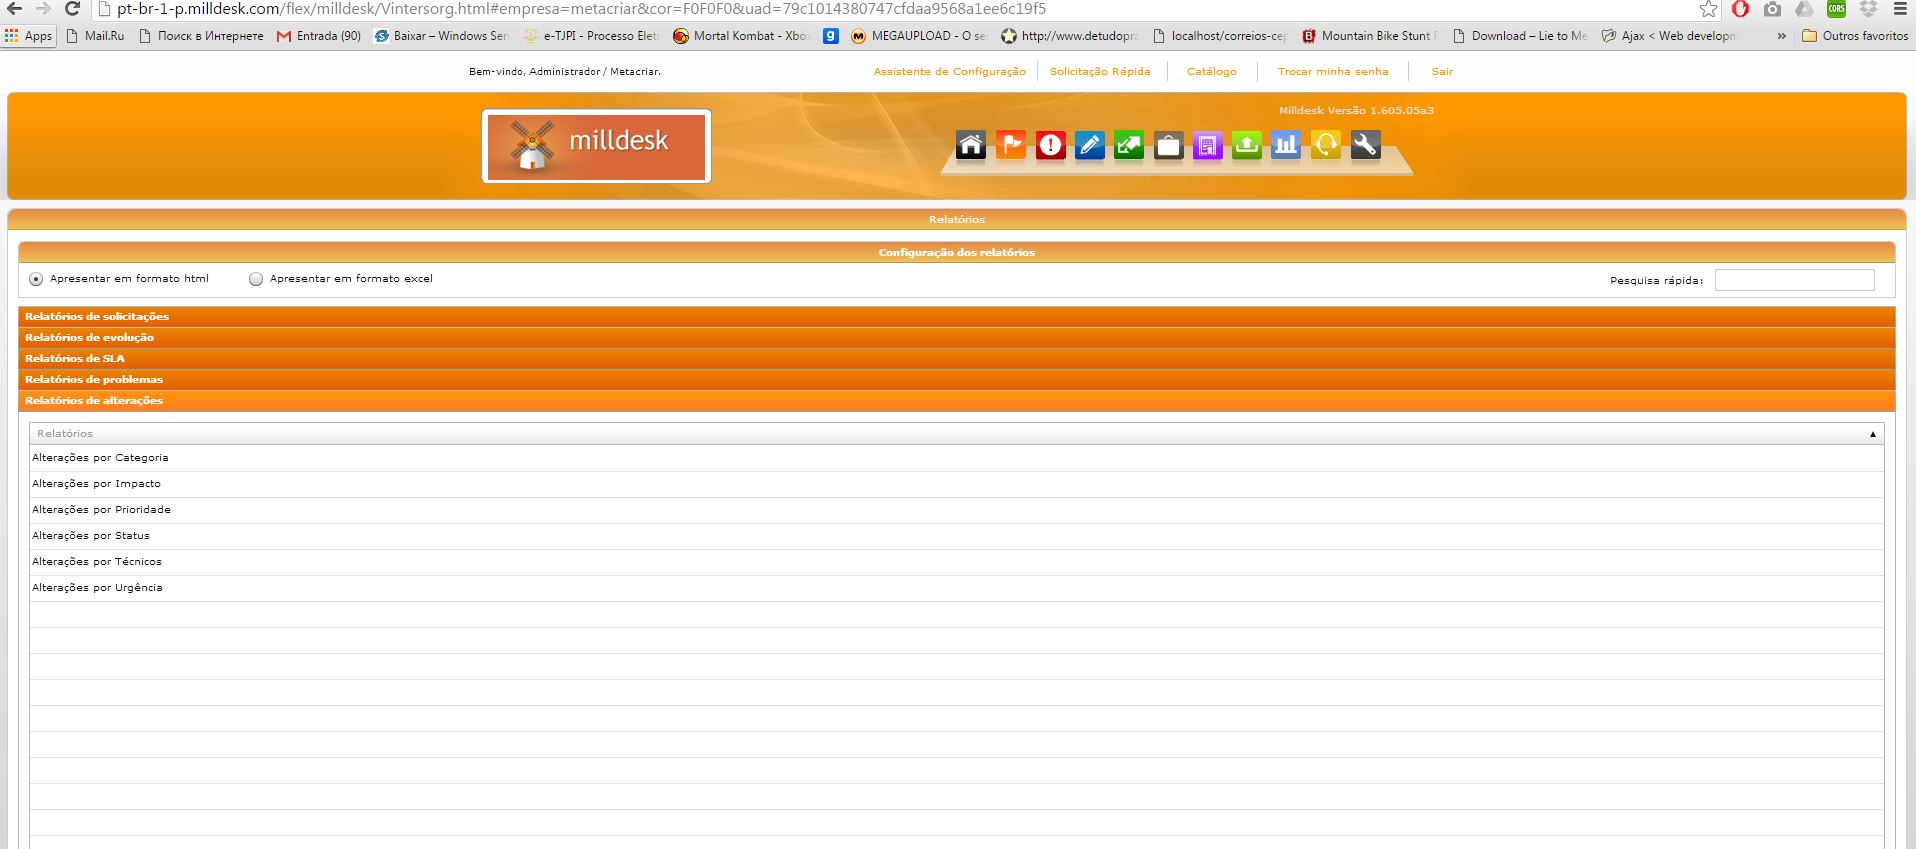 pt-br-1-p.milldesk.com/flex/milldesk/Vintersorg.html#empresa=metacriar&cor=F0F0F0&uad=79c1014380747cfdaa9568a1ee6c19f5
CORS
Apps Mail.Ru Поиск в Интернете Entrada (90) Baixar – Windows Ser e-TJPI - Processo Elet Mortal Kombat - Xbo g M MEGAUPLOAD - O se http://www.detudopra localhost/correios-cep Mountain Bike Stunt Download – Lie to Me Ajax < Web develop » Outros favoritos
Bem-vindo, Administrador / Metacriar. Assistente de Configuração Solicitação Rápida Catálogo Trocar minha senha Sair
Milldesk Versão 1.605.05a3
milldesk
Relatórios
Configuração dos relatórios
Apresentar em formato html Apresentar em formato excel Pesquisa rápida:
Relatórios de solicitações
Relatórios de evolução
Relatórios de SLA
Relatórios de problemas
Relatórios de alterações
Relatórios
Alterações por Categoria
Alterações por Impacto
Alterações por Prioridade
Alterações por Status
Alterações por Técnicos
Alterações por Urgência